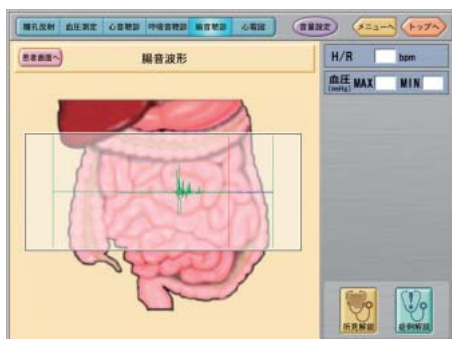 瞳孔反射 血圧測定 心音聴診 呼吸音聴診 腸音聴診 心電図 音量設定 メニューへ トップへ
患者画面へ
腸音波形
H/R bpm
血圧 [mmHg] MAX MIN
所見解説 症例解説